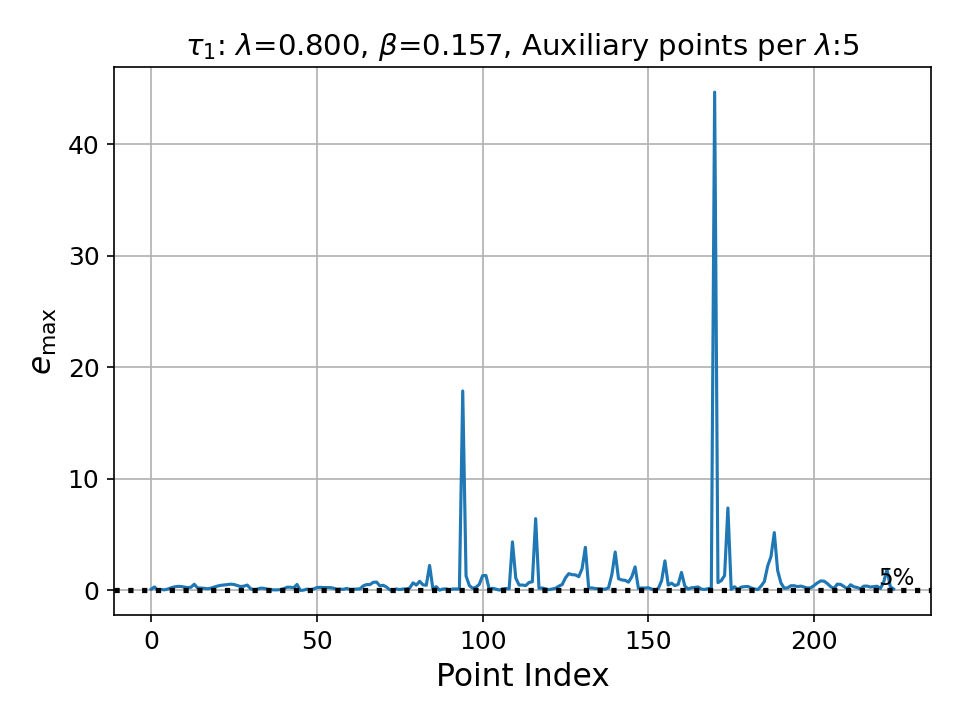 τ₁: λ=0.800, β=0.157, Auxiliary points per λ:5
e_max
40
30
20
10
0
5%
0 50 100 150 200
Point Index